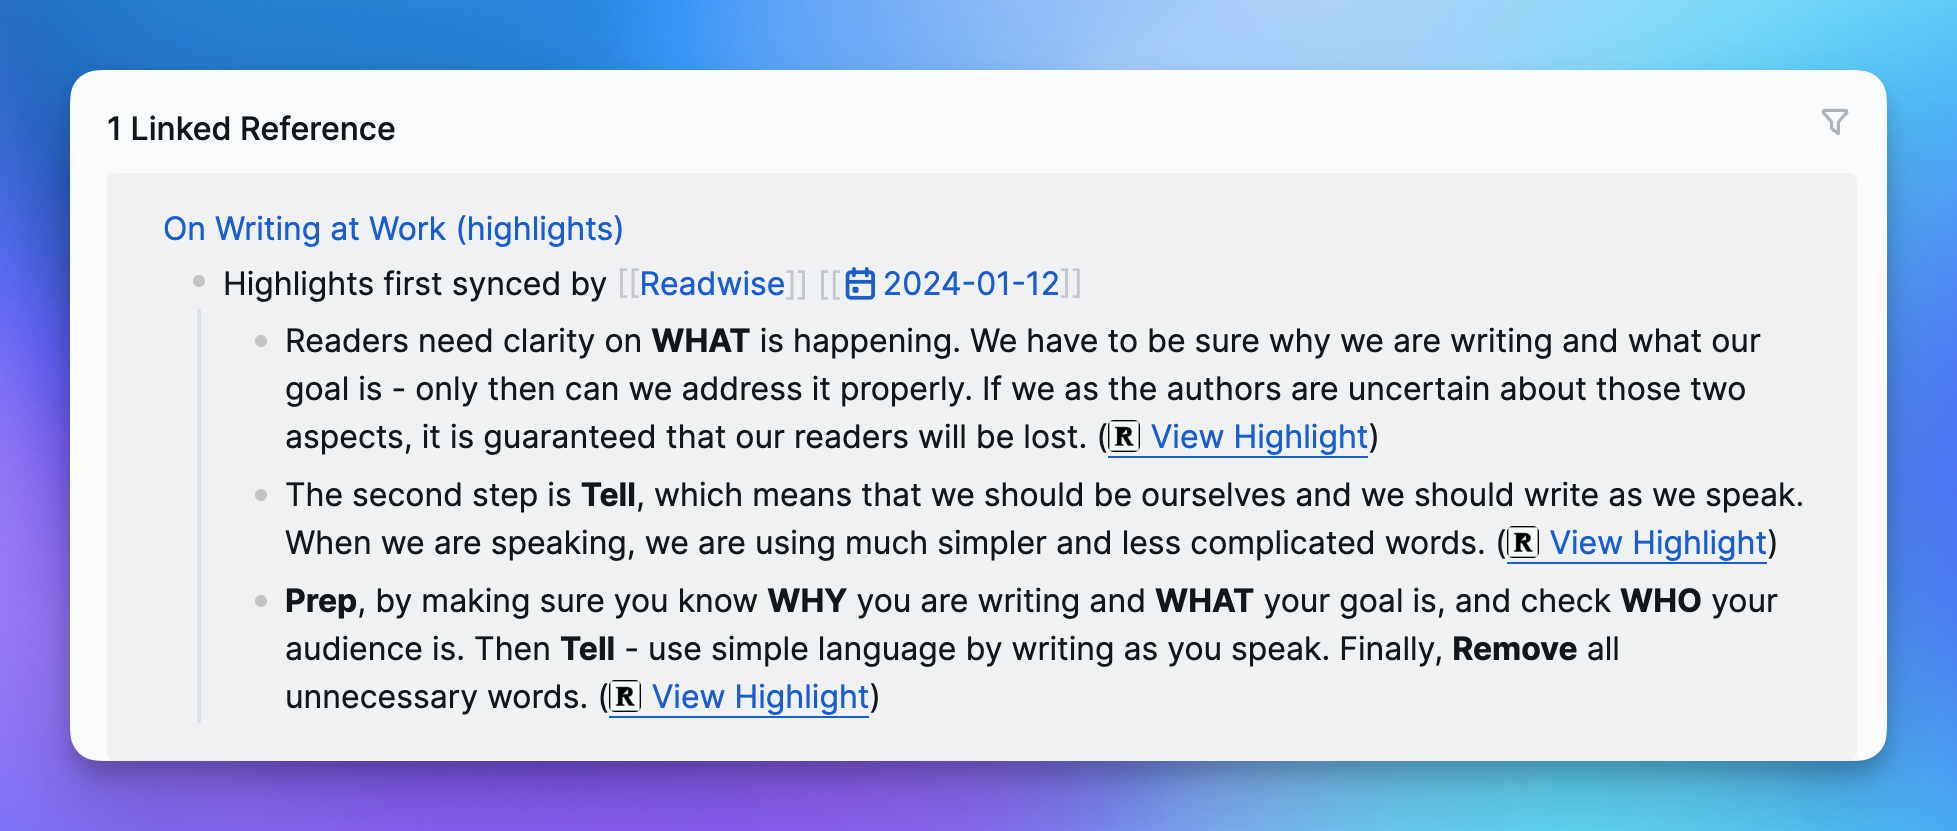 1 Linked Reference
On Writing at Work (highlights)
Highlights first synced by [[Readwise]] [[2024-01-12]]
Readers need clarity on WHAT is happening. We have to be sure why we are writing and what our
goal is - only then can we address it properly. If we as the authors are uncertain about those two
aspects, it is guaranteed that our readers will be lost. (R View Highlight)
The second step is Tell, which means that we should be ourselves and we should write as we speak.
When we are speaking, we are using much simpler and less complicated words. (R View Highlight)
Prep, by making sure you know WHY you are writing and WHAT your goal is, and check WHO your
audience is. Then Tell - use simple language by writing as you speak. Finally, Remove all
unnecessary words. (R View Highlight)